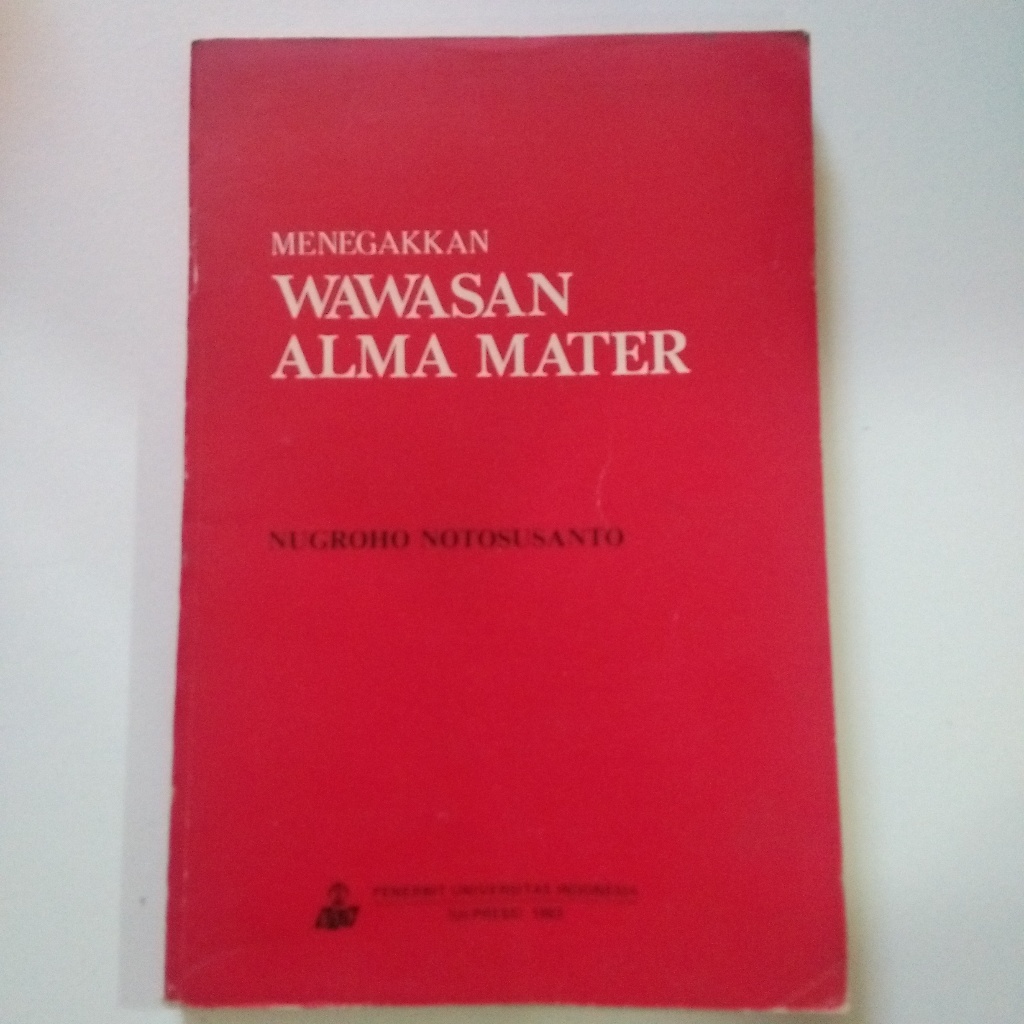 MENEGAKKAN
WAWASAN
ALMA MATER
NUGROHO NOTOSUSANTO
PENERBIT UNIVERSITAS INDONESIA